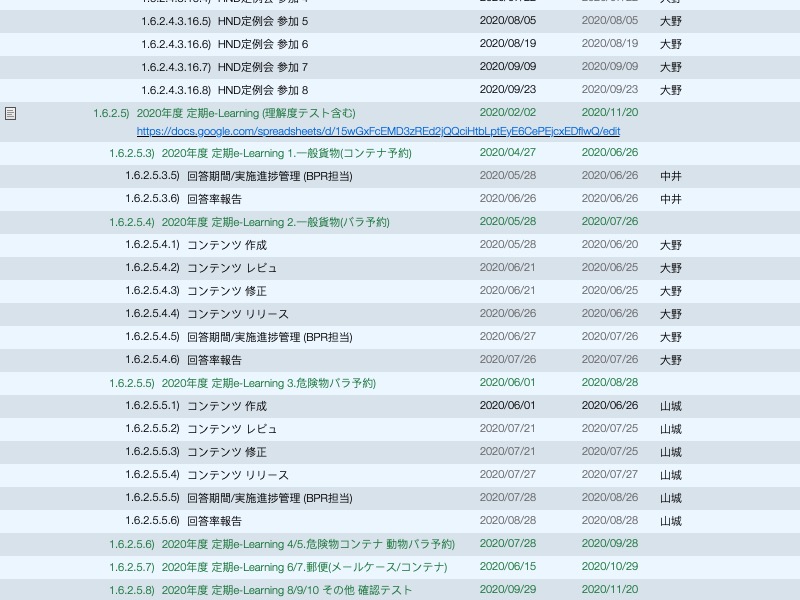 1.6.2.4.3.16.5) HND定例会 参加 5 2020/08/05 2020/08/05 大野
1.6.2.4.3.16.6) HND定例会 参加 6 2020/08/19 2020/08/19 大野
1.6.2.4.3.16.7) HND定例会 参加 7 2020/09/09 2020/09/09 大野
1.6.2.4.3.16.8) HND定例会 参加 8 2020/09/23 2020/09/23 大野
1.6.2.5) 2020年度 定期e-Learning (理解度テスト含む) 2020/02/02 2020/11/20
1.6.2.5.3) 2020年度 定期e-Learning 1.一般貨物(コンテナ予約) 2020/04/27 2020/06/26
1.6.2.5.3.5) 回答期間/実施進捗管理 (BPR担当) 2020/05/28 2020/06/26 中井
1.6.2.5.3.6) 回答率報告 2020/06/26 2020/06/26 中井
1.6.2.5.4) 2020年度 定期e-Learning 2.一般貨物(バラ予約) 2020/05/28 2020/07/26
1.6.2.5.4.1) コンテンツ 作成 2020/05/28 2020/06/20 大野
1.6.2.5.4.2) コンテンツ レビュ 2020/06/21 2020/06/25 大野
1.6.2.5.4.3) コンテンツ 修正 2020/06/21 2020/06/25 大野
1.6.2.5.4.4) コンテンツ リリース 2020/06/26 2020/06/26 大野
1.6.2.5.4.5) 回答期間/実施進捗管理 (BPR担当) 2020/06/27 2020/07/26 大野
1.6.2.5.4.6) 回答率報告 2020/07/26 2020/07/26 大野
1.6.2.5.5) 2020年度 定期e-Learning 3.危険物バラ予約) 2020/06/01 2020/08/28
1.6.2.5.5.1) コンテンツ 作成 2020/06/01 2020/06/26 山城
1.6.2.5.5.2) コンテンツ レビュ 2020/07/21 2020/07/25 山城
1.6.2.5.5.3) コンテンツ 修正 2020/07/21 2020/07/25 山城
1.6.2.5.5.4) コンテンツ リリース 2020/07/27 2020/07/27 山城
1.6.2.5.5.5) 回答期間/実施進捗管理 (BPR担当) 2020/07/28 2020/08/26 山城
1.6.2.5.5.6) 回答率報告 2020/08/28 2020/08/28 山城
1.6.2.5.6) 2020年度 定期e-Learning 4/5.危険物コンテナ 動物バラ予約) 2020/07/28 2020/09/28
1.6.2.5.7) 2020年度 定期e-Learning 6/7.郵便(メールケース/コンテナ) 2020/06/15 2020/10/29
1.6.2.5.8) 2020年度 定期e-Learning 8/9/10 その他 確認テスト 2020/09/29 2020/11/20